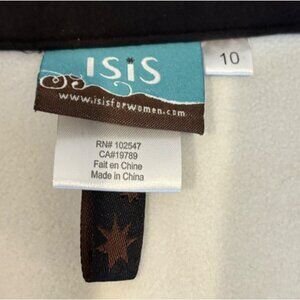 ISIS
www.isisforwomen.com
10
RN# 102547
CA#19789
Fait en Chine
Made in China